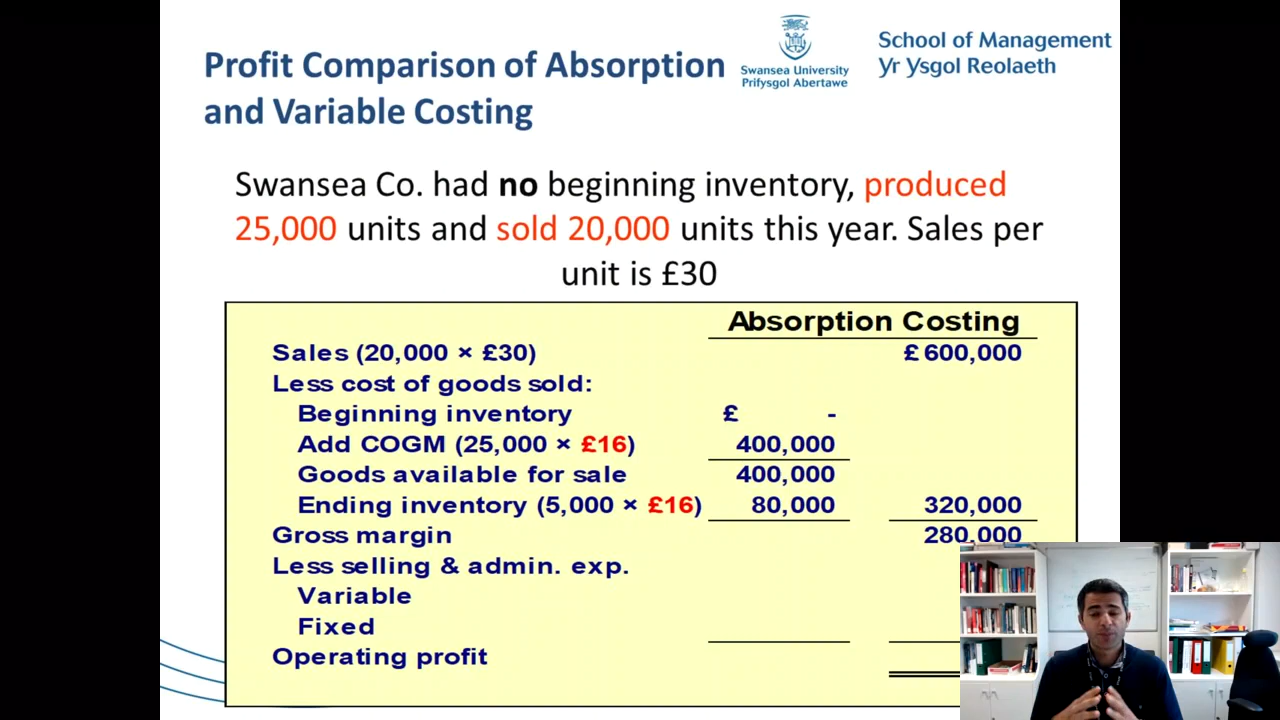 Profit Comparison of Absorption
and Variable Costing
Swansea University
Prifysgol Abertawe
School of Management
Yr Ysgol Reolaeth
Swansea Co. had no beginning inventory, produced
25,000 units and sold 20,000 units this year. Sales per
unit is £30
Absorption Costing
Sales (20,000 × £30) £ 600,000
Less cost of goods sold:
Beginning inventory £ -
Add COGM (25,000 × £16) 400,000
Goods available for sale 400,000
Ending inventory (5,000 × £16) 80,000 320,000
Gross margin 280,000
Less selling & admin. exp.
Variable
Fixed
Operating profit